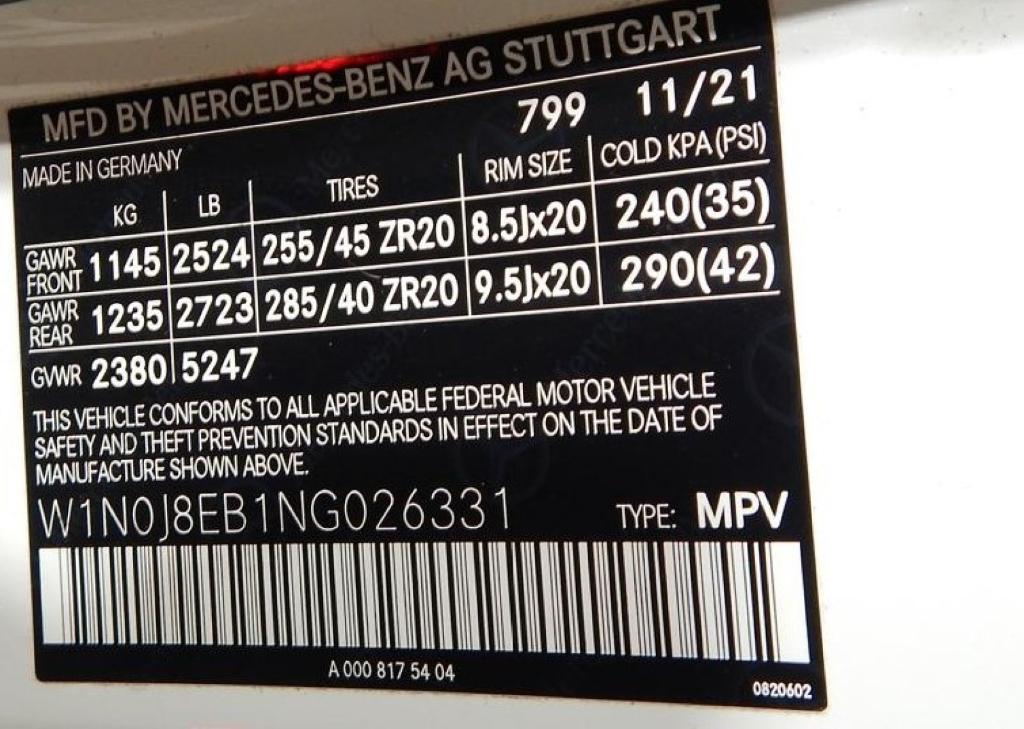 MFD BY MERCEDES-BENZ AG STUTTGART
799 11/21
MADE IN GERMANY
KG LB TIRES RIM SIZE COLD KPA (PSI)
GAWR FRONT 1145 2524 255/45 ZR20 8.5Jx20 240(35)
GAWR REAR 1235 2723 285/40 ZR20 9.5Jx20 290(42)
GVWR 2380 5247
THIS VEHICLE CONFORMS TO ALL APPLICABLE FEDERAL MOTOR VEHICLE
SAFETY AND THEFT PREVENTION STANDARDS IN EFFECT ON THE DATE OF
MANUFACTURE SHOWN ABOVE.
W1N0J8EB1NG026331 TYPE: MPV
A 000 817 54 04
0820602